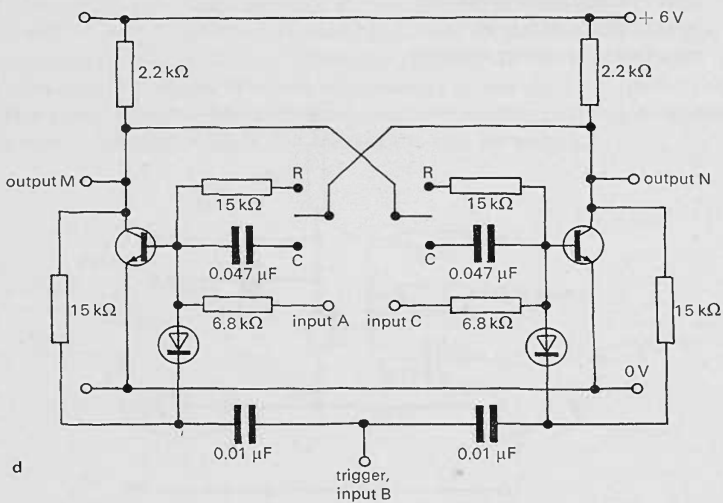 + 6 V
2.2 kΩ
2.2 kΩ
R
R
output M
output N
15 kΩ
15 kΩ
C
C
0.047 µF
0.047 µF
15 kΩ
6.8 kΩ
input A
input C
6.8 kΩ
15 kΩ
0 V
0.01 µF
0.01 µF
d
trigger,
input B